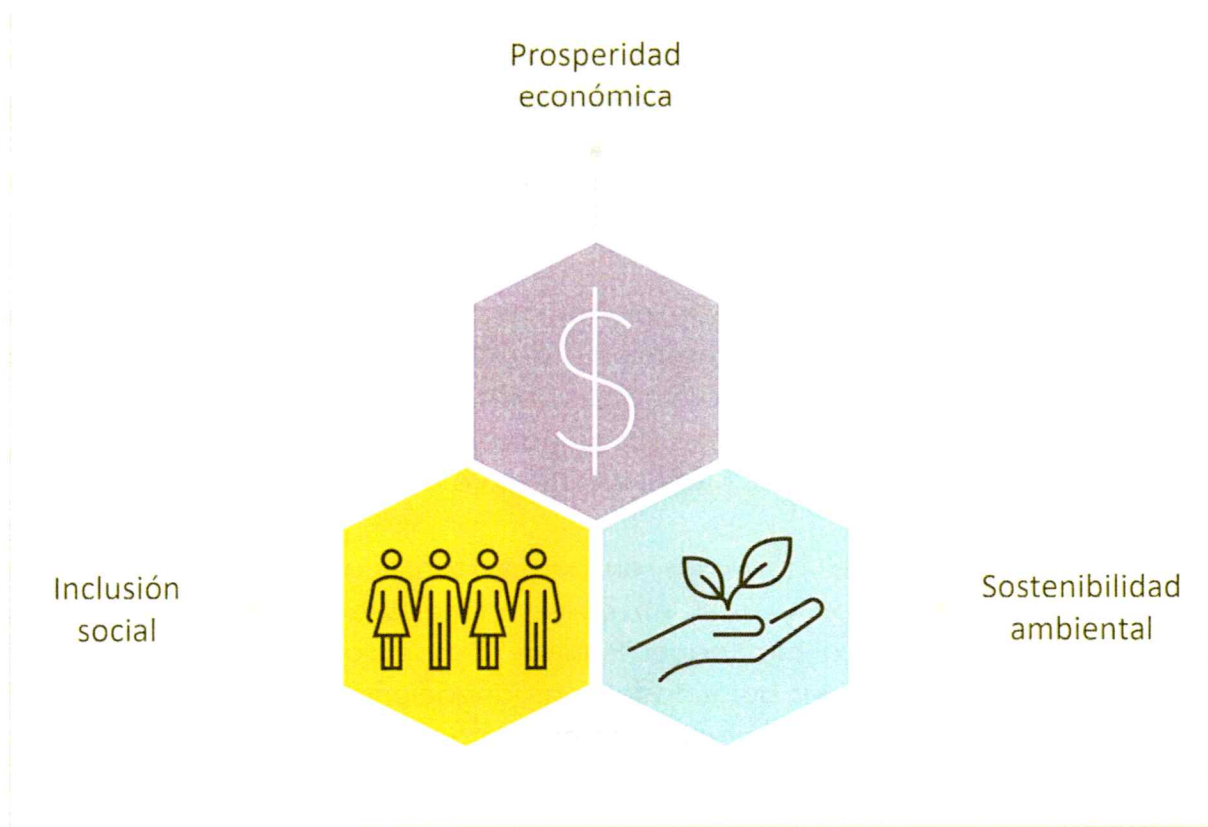 Prosperidad
económica
$
Inclusión
social
Sostenibilidad
ambiental